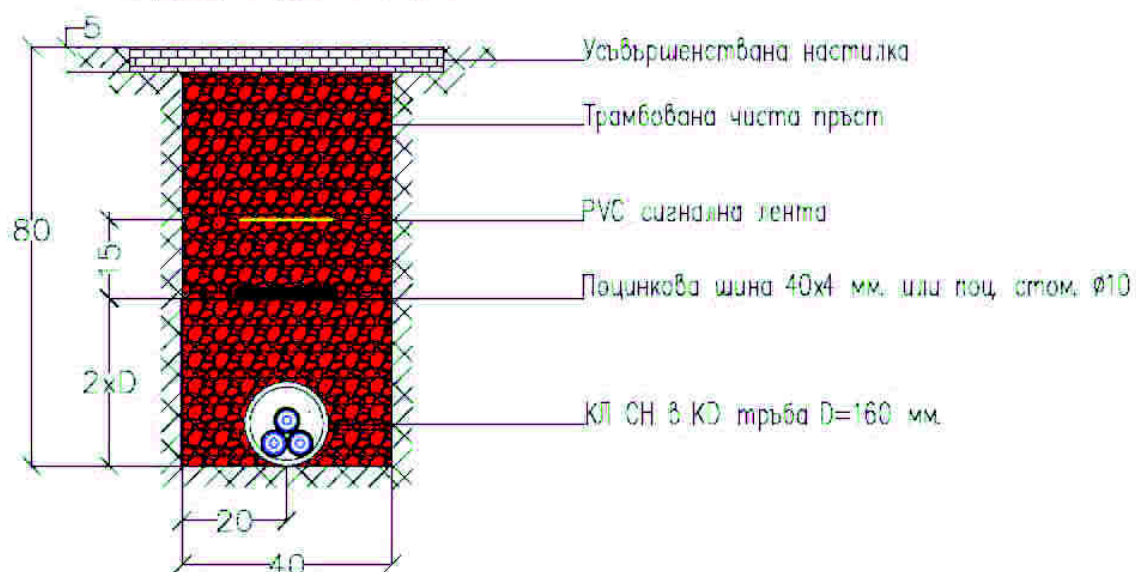 5
Усъвършенствана настилка
Трамбована чиста пръст
80
15
PVC сигнална лента
Поцинкова шина 40x4 мм. или поц. стом. Ø10
2xD
КЛ СН в KD тръба D=160 мм.
20
40